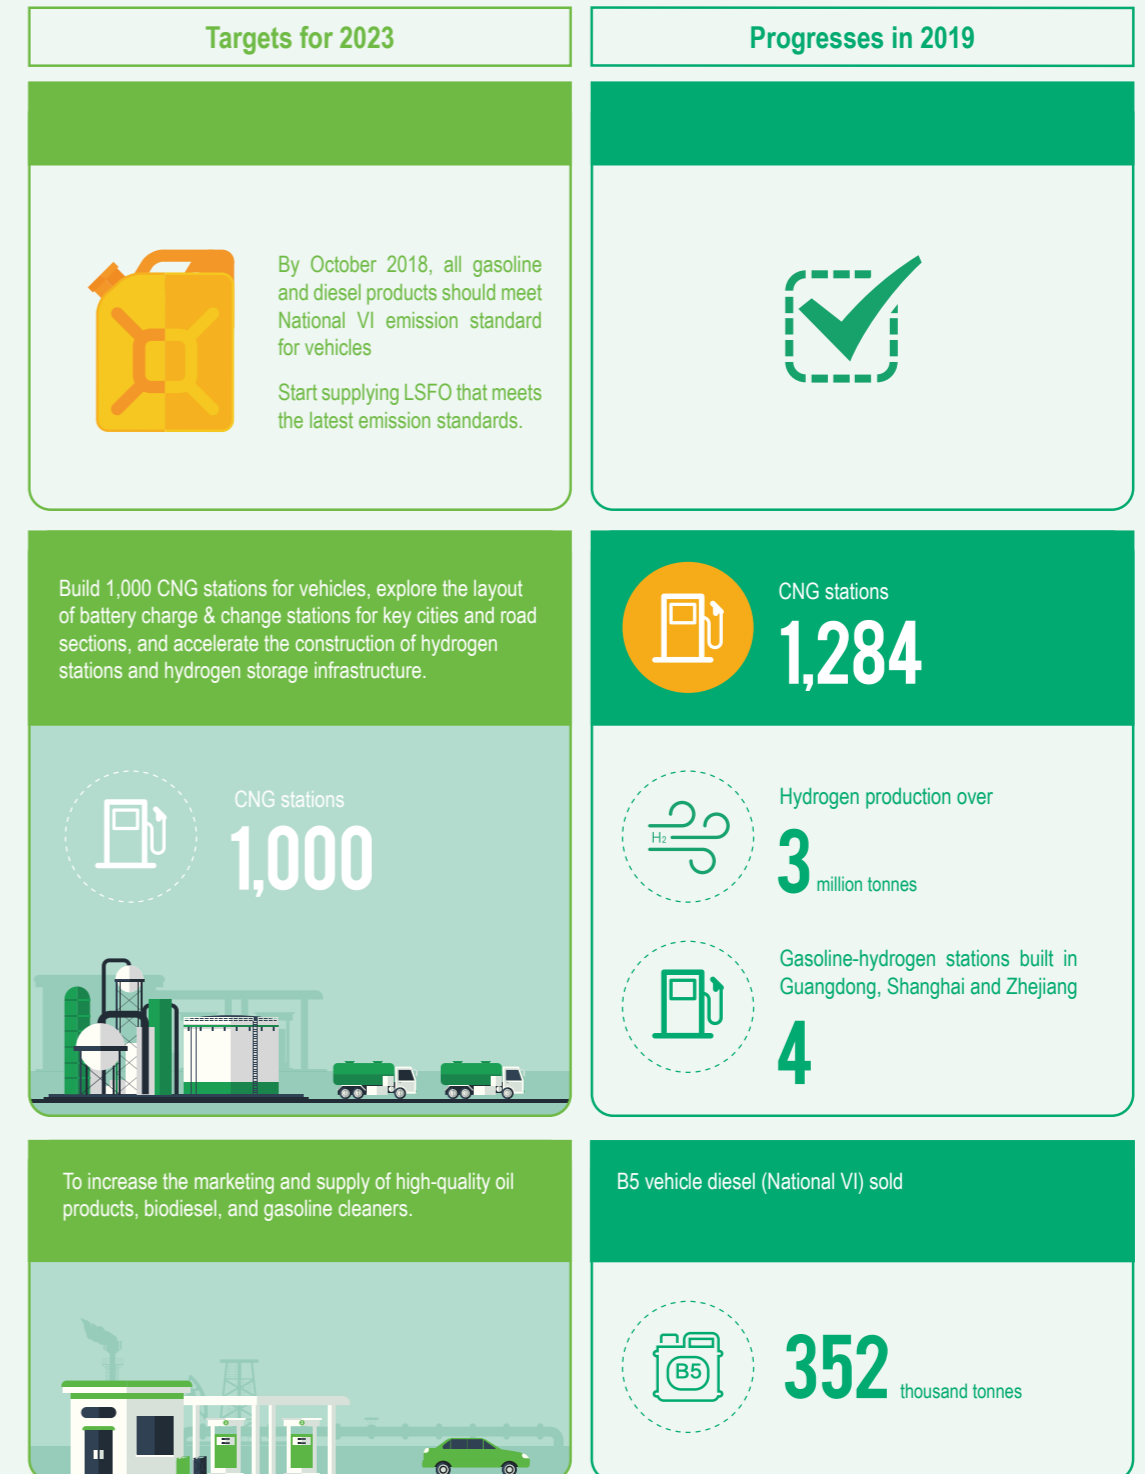 Targets for 2023
Progresses in 2019
By October 2018, all gasoline
and diesel products should meet
National VI emission standard
for vehicles
Start supplying LSFO that meets
the latest emission standards.
Build 1,000 CNG stations for vehicles, explore the layout
of battery charge & change stations for key cities and road
sections, and accelerate the construction of hydrogen
stations and hydrogen storage infrastructure.
CNG stations
1,000
CNG stations
1,284
H₂
Hydrogen production over
3 million tonnes
Gasoline-hydrogen stations built in
Guangdong, Shanghai and Zhejiang
4
To increase the marketing and supply of high-quality oil
products, biodiesel, and gasoline cleaners.
B5 vehicle diesel (National VI) sold
B5
352 thousand tonnes